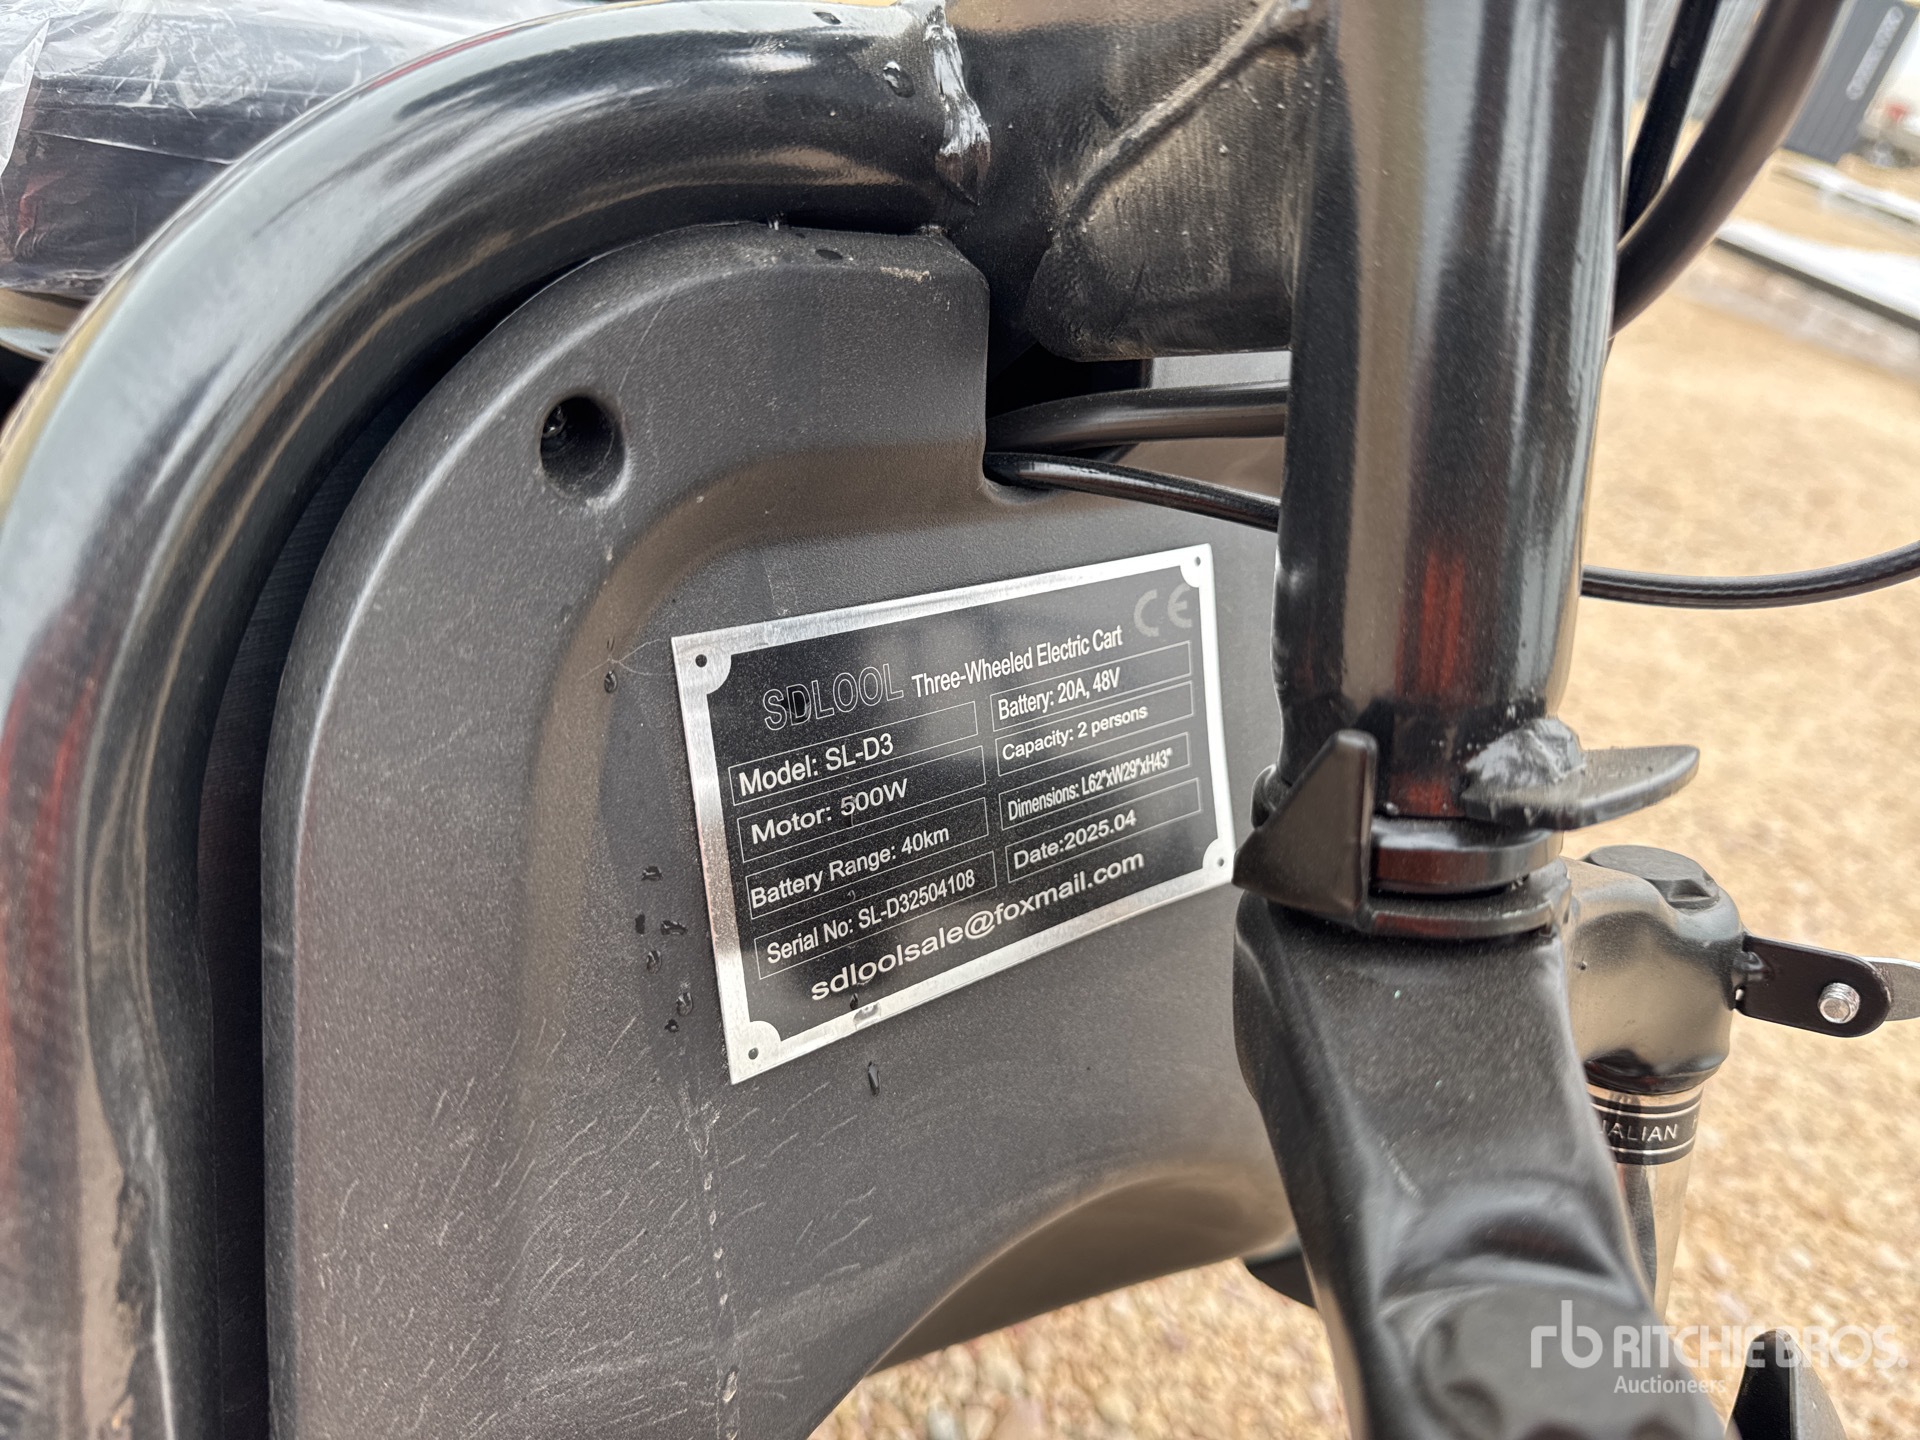 CE
SDLOOL Three-Wheeled Electric Cart
Model: SL-D3
Battery: 20A, 48V
Motor: 500W
Capacity: 2 persons
Battery Range: 40km
Dimensions: L62"xW29"xH43"
Serial No: SL-D32504108
Date:2025.04
sdloolsale@foxmail.com
rb RITCHIE BROS.
Auctioneers